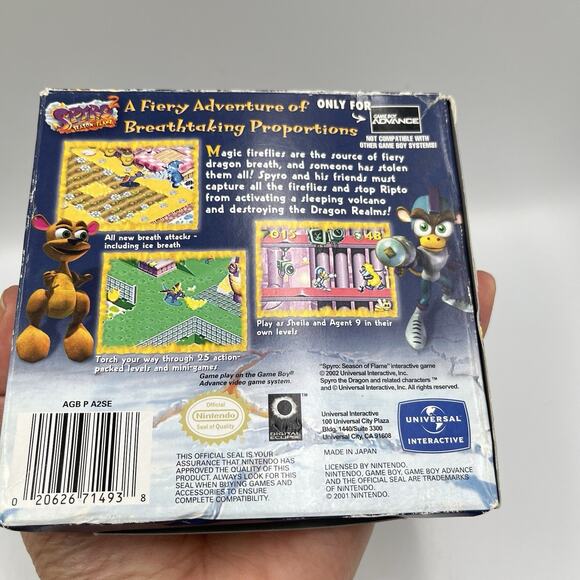 Spyro 2
SEASON OF FLAME
A Fiery Adventure of
Breathtaking Proportions
ONLY FOR
GAME BOY
ADVANCE
NOT COMPATIBLE WITH
OTHER GAME BOY SYSTEMS!
Magic fireflies are the source of fiery
dragon breath, and someone has stolen
them all! Spyro and his friends must
capture all the fireflies and stop Ripto
from activating a sleeping volcano
and destroying the Dragon Realms!
All new breath attacks -
including ice breath
015
48
Play as Sheila and Agent 9 in their
own levels
Torch your way through 25 action-
packed levels and mini-games
Game play on the Game Boy®
Advance video game system.
"Spyro: Season of Flame" interactive game
© 2002 Universal Interactive, Inc.
Spyro the Dragon and related characters ™
and © Universal Interactive, Inc. All rights reserved.
AGB P A2SE
0 20626 71493 8
Official
Nintendo
Seal of Quality
DIGITAL
ECLIPSE
THIS OFFICIAL SEAL IS YOUR
ASSURANCE THAT NINTENDO HAS
APPROVED THE QUALITY OF THIS
PRODUCT. ALWAYS LOOK FOR THIS
SEAL WHEN BUYING GAMES AND
ACCESSORIES TO ENSURE
COMPLETE COMPATIBILITY.
Universal Interactive
100 Universal City Plaza
Bldg. 1440/Suite 3300
Universal City, CA 91608
MADE IN JAPAN
UNIVERSAL
INTERACTIVE
LICENSED BY NINTENDO.
NINTENDO, GAME BOY, GAME BOY ADVANCE
AND THE OFFICIAL SEAL ARE TRADEMARKS
OF NINTENDO.
© 2001 NINTENDO.